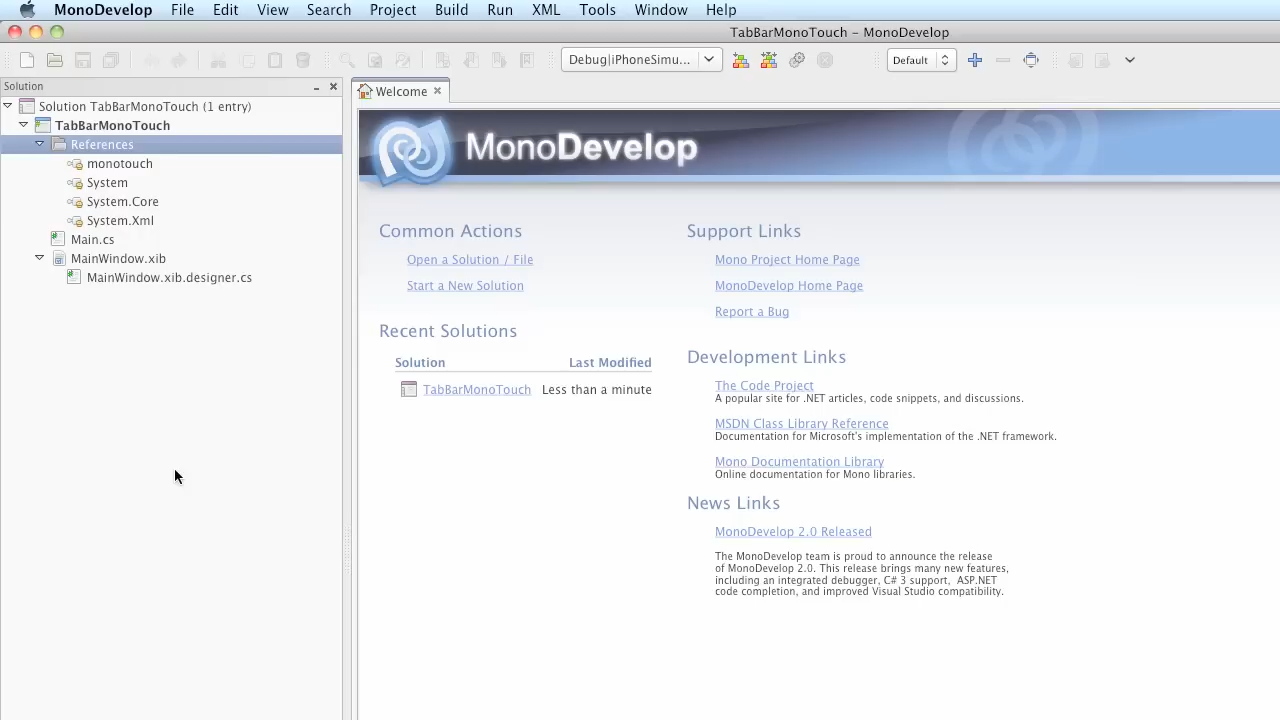 MonoDevelop File Edit View Search Project Build Run XML Tools Window Help
TabBarMonoTouch – MonoDevelop
Debug|iPhoneSimu...
Default
Solution
Welcome
Solution TabBarMonoTouch (1 entry)
TabBarMonoTouch
References
monotouch
System
System.Core
System.Xml
Main.cs
MainWindow.xib
MainWindow.xib.designer.cs
MonoDevelop
Common Actions
Open a Solution / File
Start a New Solution
Recent Solutions
Solution Last Modified
TabBarMonoTouch Less than a minute
Support Links
Mono Project Home Page
MonoDevelop Home Page
Report a Bug
Development Links
The Code Project
A popular site for .NET articles, code snippets, and discussions.
MSDN Class Library Reference
Documentation for Microsoft's implementation of the .NET framework.
Mono Documentation Library
Online documentation for Mono libraries.
News Links
MonoDevelop 2.0 Released
The MonoDevelop team is proud to announce the release
of MonoDevelop 2.0. This release brings many new features,
including an integrated debugger, C# 3 support, ASP.NET
code completion, and improved Visual Studio compatibility.